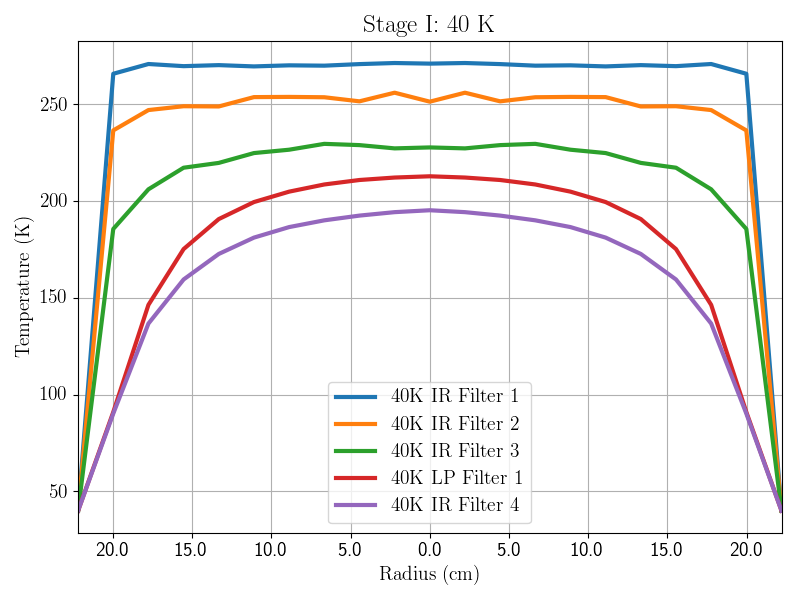 Stage I: 40 K
Temperature (K)
250
200
150
100
50
40K IR Filter 1
40K IR Filter 2
40K IR Filter 3
40K LP Filter 1
40K IR Filter 4
20.0 15.0 10.0 5.0 0.0 5.0 10.0 15.0 20.0
Radius (cm)